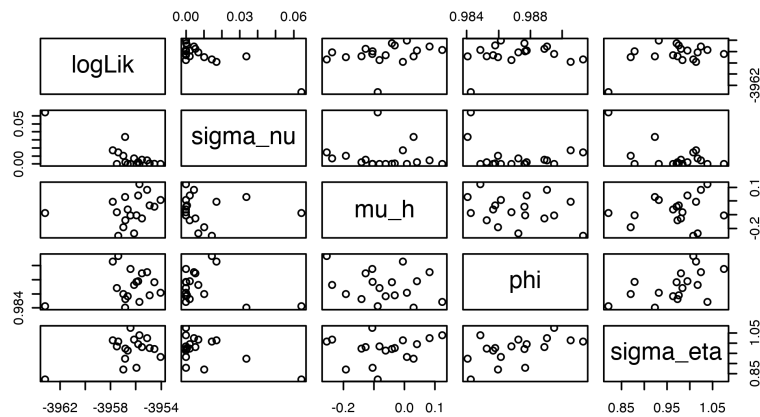 0.00 0.03 0.06
0.984 0.988
logLik
-3962
0.00 0.05
sigma_nu
mu_h
-0.2 0.1
0.984
phi
sigma_eta
0.85 1.05
-3962 -3958 -3954
-0.2 0.0 0.1
0.85 0.95 1.05